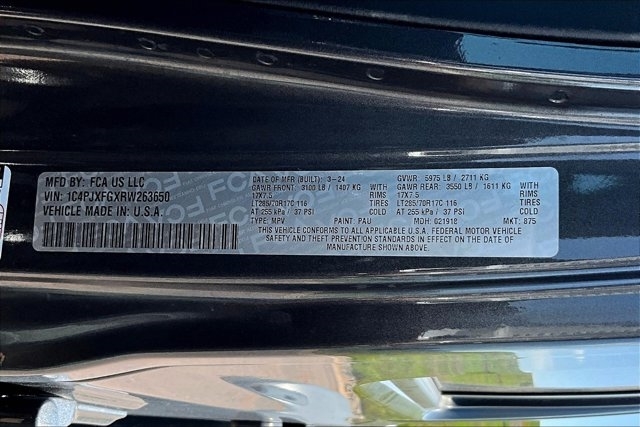 MFD BY: FCA US LLC
VIN: 1C4PJXFGXRW263650
VEHICLE MADE IN: U.S.A.
DATE OF MFR (BUILT): 3-24
GVWR: 5975 LB / 2711 KG
GAWR FRONT: 3100 LB / 1407 KG WITH
GAWR REAR: 3550 LB / 1611 KG WITH
17X7.5 RIMS
17X7.5 RIMS
LT285/70R17C 116 TIRES
LT285/70R17C 116 TIRES
AT 255 kPa / 37 PSI COLD
AT 255 kPa / 37 PSI COLD
TYPE: MPV PAINT: PAU MDH: 021918 MKT: 875
THIS VEHICLE CONFORMS TO ALL APPLICABLE U.S.A. FEDERAL MOTOR VEHICLE
SAFETY AND THEFT PREVENTION STANDARDS IN EFFECT ON THE DATE OF
MANUFACTURE SHOWN ABOVE.